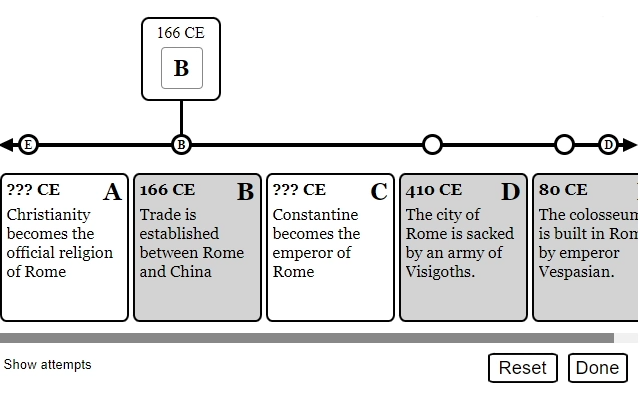 166 CE
B
E
B
D
??? CE A
Christianity
becomes the
official religion
of Rome
166 CE B
Trade is
established
between Rome
and China
??? CE C
Constantine
becomes the
emperor of
Rome
410 CE D
The city of
Rome is sacked
by an army of
Visigoths.
80 CE
The colosseum
is built in Rom
by emperor
Vespasian.
Show attempts
Reset
Done